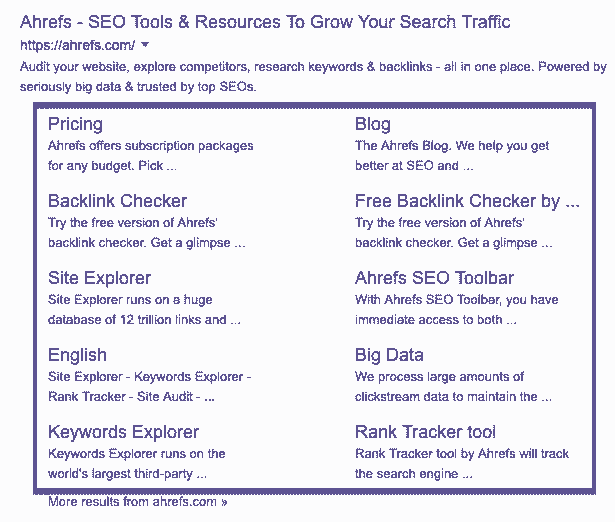 Ahrefs - SEO Tools & Resources To Grow Your Search Traffic
https://ahrefs.com/
Audit your website, explore competitors, research keywords & backlinks - all in one place. Powered by
seriously big data & trusted by top SEOs.
Pricing
Ahrefs offers subscription packages
for any budget. Pick ...
Blog
The Ahrefs Blog. We help you get
better at SEO and ...
Backlink Checker
Try the free version of Ahrefs'
backlink checker. Get a glimpse ...
Free Backlink Checker by ...
Try the free version of Ahrefs'
backlink checker. Get a glimpse ...
Site Explorer
Site Explorer runs on a huge
database of 12 trillion links and ...
Ahrefs SEO Toolbar
With Ahrefs SEO Toolbar, you have
immediate access to both ...
English
Site Explorer - Keywords Explorer -
Rank Tracker - Site Audit - ...
Big Data
We process large amounts of
clickstream data to maintain the ...
Keywords Explorer
Keywords Explorer runs on the
world's largest third-party ...
Rank Tracker tool
Rank Tracker tool by Ahrefs will track
the search engine ...
More results from ahrefs.com »